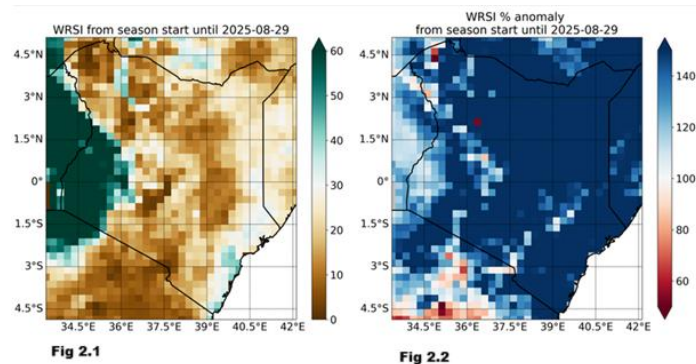 WRSI from season start until 2025-08-29
4.5°N
3°N
1.5°N
0°
1.5°S
3°S
4.5°S
34.5°E 36°E 37.5°E 39°E 40.5°E 42°E
60
50
40
30
20
10
0
Fig 2.1
WRSI % anomaly
from season start until 2025-08-29
4.5°N
3°N
1.5°N
0°
1.5°S
3°S
4.5°S
34.5°E 36°E 37.5°E 39°E 40.5°E 42°E
140
120
100
80
60
Fig 2.2